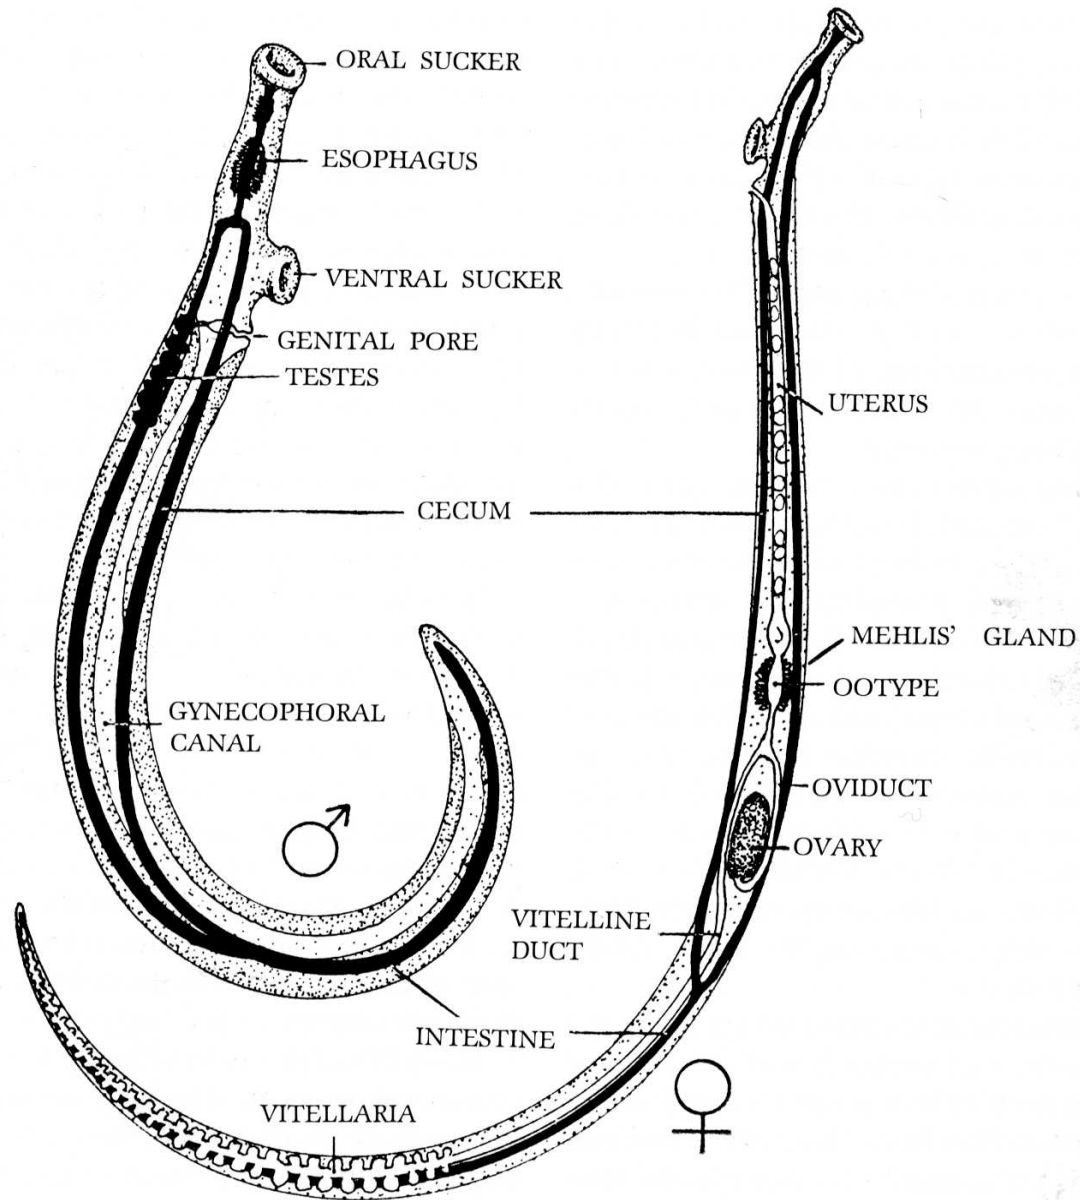 ORAL SUCKER
ESOPHAGUS
VENTRAL SUCKER
GENITAL PORE
TESTES
UTERUS
CECUM
MEHLIS' GLAND
OOTYPE
GYNECOPHORAL
CANAL
OVIDUCT
OVARY
VITELLINE
DUCT
INTESTINE
VITELLARIA